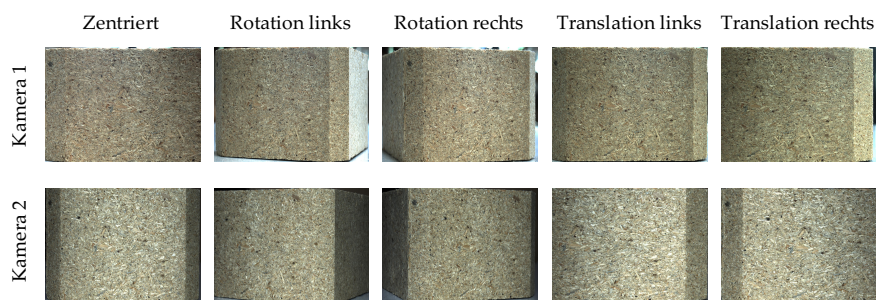 Zentriert Rotation links Rotation rechts Translation links Translation rechts
Kamera 1
Kamera 2